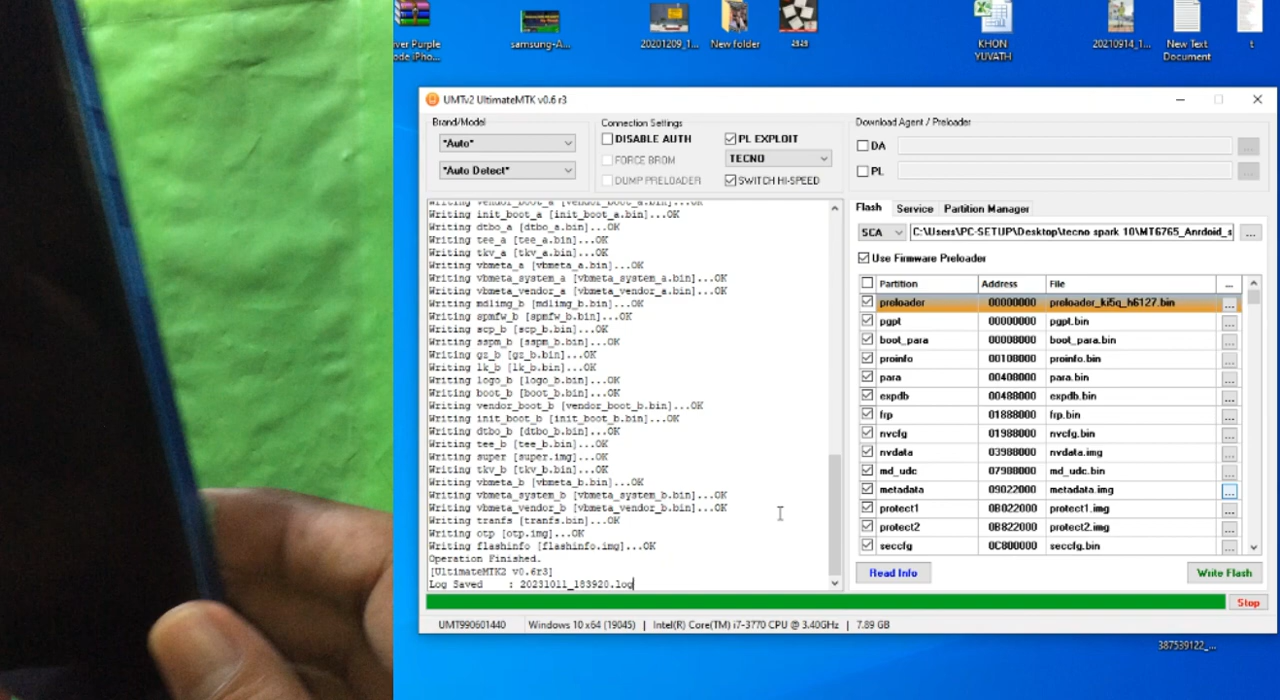 ver Purple
ode iPho...
samsung-A...
20201209_1...
New folder
2323
KHON
YUVATH
20210914_1...
New Text
Document
t
UMTv2 UltimateMTK v0.6 r3
Brand/Model
"Auto"
"Auto Detect"
Connection Settings
DISABLE AUTH
PL EXPLOIT
FORCE BROM
TECNO
DUMP PRELOADER
SWITCH HI-SPEED
Download Agent / Preloader
DA
...
PL
...
Writing vendor_boot_a [vendor_boot_a.bin]...OK
Writing init_boot_a [init_boot_a.bin]...OK
Writing dtbo_a [dtbo_a.bin]...OK
Writing tee_a [tee_a.bin]...OK
Writing tkv_a [tkv_a.bin]...OK
Writing vbmeta_a [vbmeta_a.bin]...OK
Writing vbmeta_system_a [vbmeta_system_a.bin]...OK
Writing vbmeta_vendor_a [vbmeta_vendor_a.bin]...OK
Writing mdlimg_b [mdlimg_b.bin]...OK
Writing spmfw_b [spmfw_b.bin]...OK
Writing scp_b [scp_b.bin]...OK
Writing sspm_b [sspm_b.bin]...OK
Writing gz_b [gz_b.bin]...OK
Writing lk_b [lk_b.bin]...OK
Writing logo_b [logo_b.bin]...OK
Writing boot_b [boot_b.bin]...OK
Writing vendor_boot_b [vendor_boot_b.bin]...OK
Writing init_boot_b [init_boot_b.bin]...OK
Writing dtbo_b [dtbo_b.bin]...OK
Writing tee_b [tee_b.bin]...OK
Writing super [super.img]...OK
Writing tkv_b [tkv_b.bin]...OK
Writing vbmeta_b [vbmeta_b.bin]...OK
Writing vbmeta_system_b [vbmeta_system_b.bin]...OK
Writing vbmeta_vendor_b [vbmeta_vendor_b.bin]...OK
Writing tranfs [tranfs.bin]...OK
Writing otp [otp.img]...OK
Writing flashinfo [flashinfo.img]...OK
Operation Finished.
[UltimateMTK2 v0.6r3]
Log Saved : 20231011_183920.log
Flash Service Partition Manager
SCA C:\Users\PC-SETUP\Desktop\tecno spark 10\MT6765_Anrdoid_s ...
Use Firmware Preloader
Partition Address File ...
preloader 00000000 preloader_ki5q_h6127.bin ...
pgpt 00000000 pgpt.bin ...
boot_para 00008000 boot_para.bin ...
proinfo 00108000 proinfo.bin ...
para 00408000 para.bin ...
expdb 00488000 expdb.bin ...
frp 01888000 frp.bin ...
nvcfg 01988000 nvcfg.bin ...
nvdata 03988000 nvdata.img ...
md_udc 07988000 md_udc.bin ...
metadata 09022000 metadata.img ...
protect1 0B022000 protect1.img ...
protect2 0B822000 protect2.img ...
seccfg 0C800000 seccfg.bin ...
Read Info
Write Flash
Stop
UMT990601440 Windows 10 x64 (19045) | Intel(R) Core(TM) i7-3770 CPU @ 3.40GHz | 7.89 GB
387539122_...